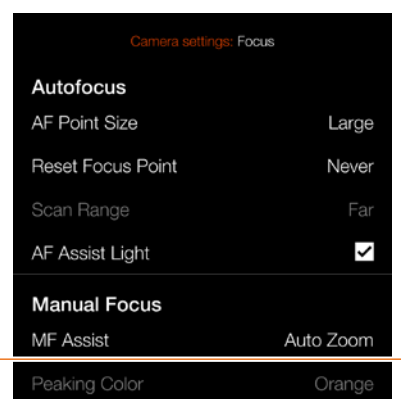 Camera settings: Focus
Autofocus
AF Point Size Large
Reset Focus Point Never
Scan Range Far
AF Assist Light
Manual Focus
MF Assist Auto Zoom
Peaking Color Orange